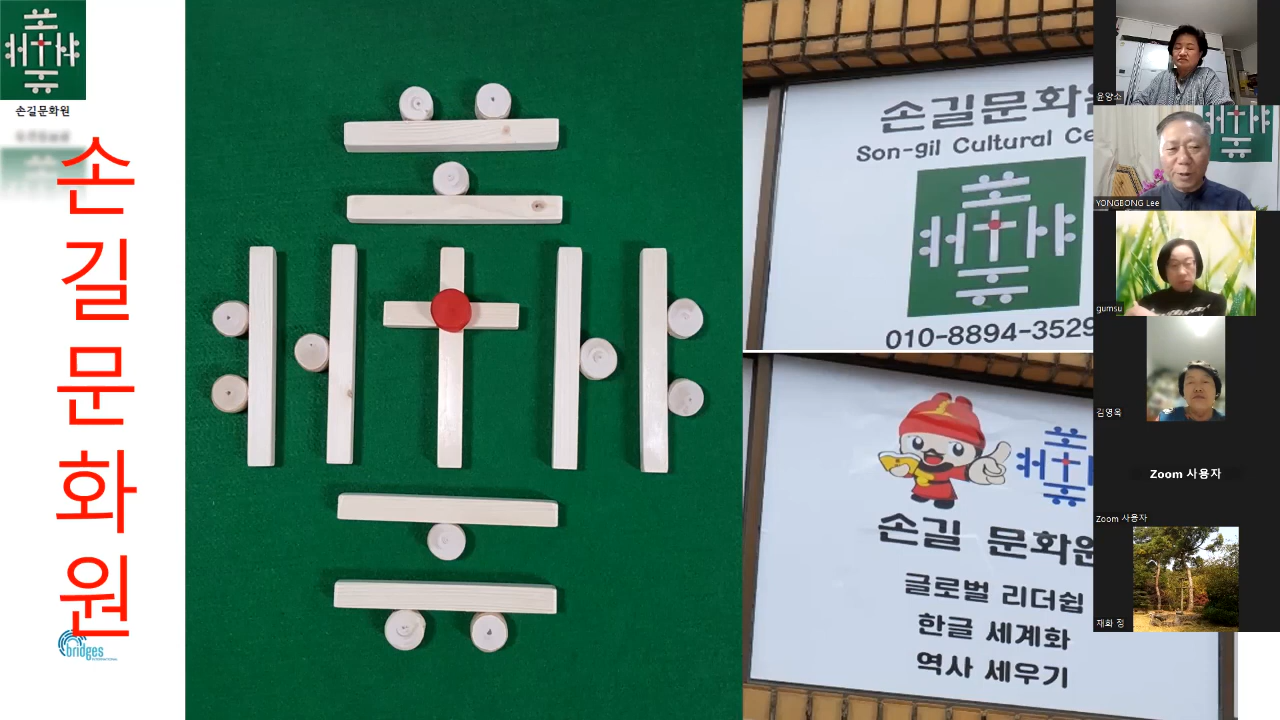 손길문화원
손길문화원
bridges
INTERNATIONAL
손길문화원
Son-gil Cultural Ce
010-8894-3529
손길 문화원
글로벌 리더쉽
한글 세계화
역사 세우기
윤양소
YONGBONG Lee
gumsu
김영옥
Zoom 사용자
Zoom 사용자
재화 정